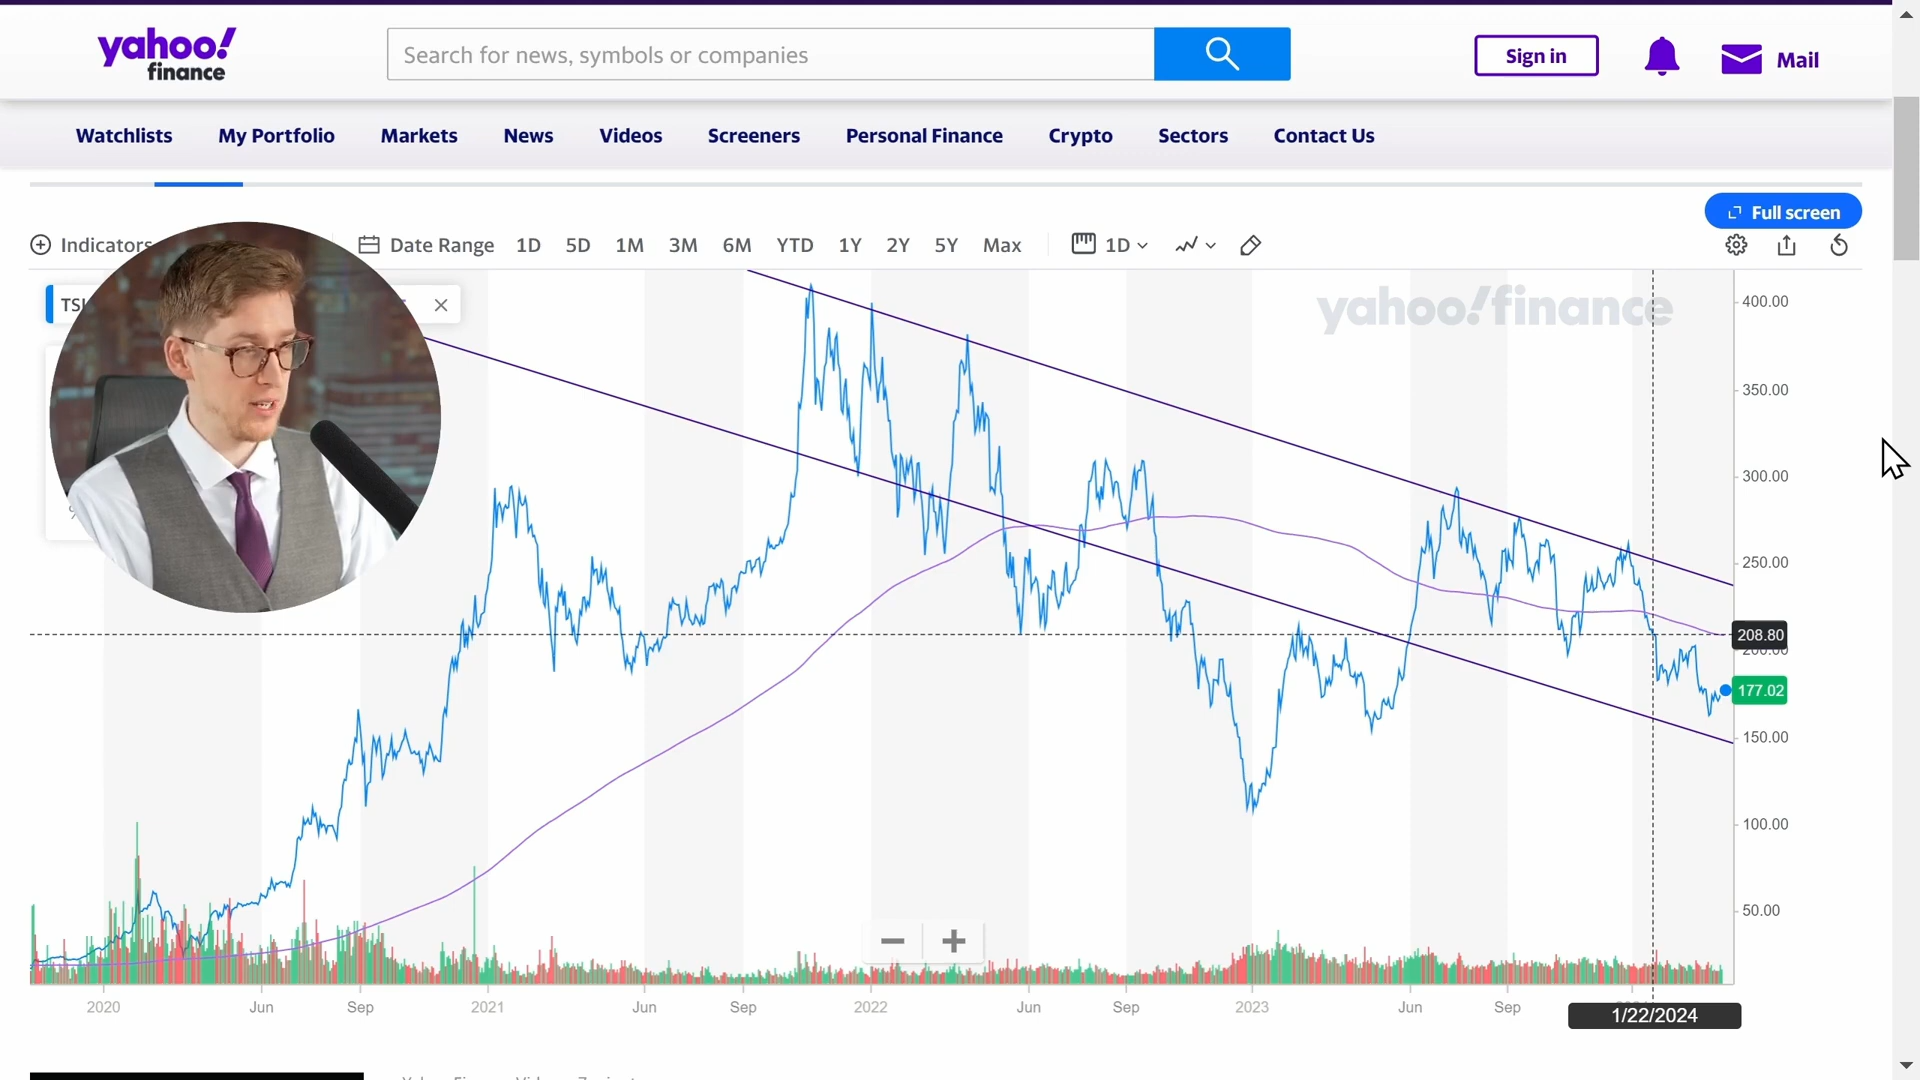 yahoo!
finance
Search for news, symbols or companies
Sign in
Mail
Watchlists My Portfolio Markets News Videos Screeners Personal Finance Crypto Sectors Contact Us
Full screen
Indicators Date Range 1D 5D 1M 3M 6M YTD 1Y 2Y 5Y Max 1D
yahoo!finance
400.00
350.00
300.00
250.00
208.80
200.00
177.02
150.00
100.00
50.00
2020 Jun Sep 2021 Jun Sep 2022 Jun Sep 2023 Jun Sep
1/22/2024